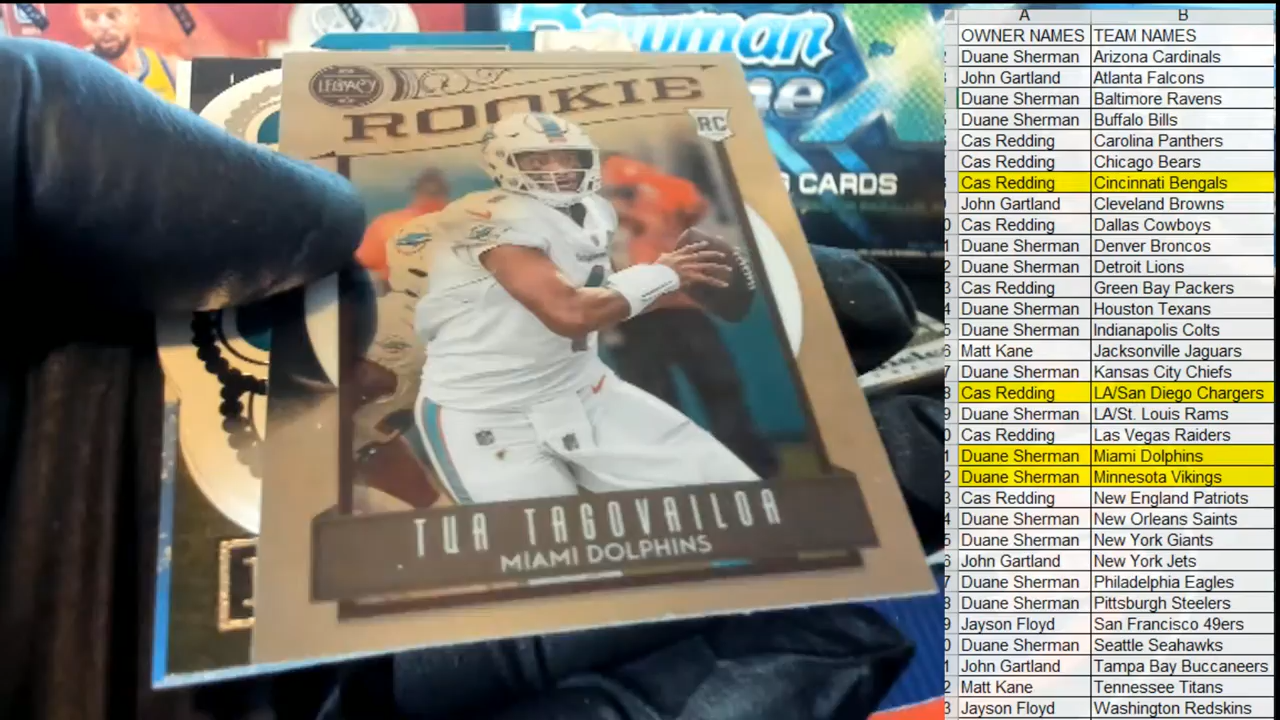 Bowman
CARDS
LEGACY
ROOKIE
RC
TUA TAGOVAILOA
MIAMI DOLPHINS
A B
OWNER NAMES TEAM NAMES
Duane Sherman Arizona Cardinals
John Gartland Atlanta Falcons
Duane Sherman Baltimore Ravens
Duane Sherman Buffalo Bills
Cas Redding Carolina Panthers
Cas Redding Chicago Bears
Cas Redding Cincinnati Bengals
John Gartland Cleveland Browns
Cas Redding Dallas Cowboys
Duane Sherman Denver Broncos
Duane Sherman Detroit Lions
Cas Redding Green Bay Packers
Duane Sherman Houston Texans
Duane Sherman Indianapolis Colts
Matt Kane Jacksonville Jaguars
Duane Sherman Kansas City Chiefs
Cas Redding LA/San Diego Chargers
Duane Sherman LA/St. Louis Rams
Cas Redding Las Vegas Raiders
Duane Sherman Miami Dolphins
Duane Sherman Minnesota Vikings
Cas Redding New England Patriots
Duane Sherman New Orleans Saints
Duane Sherman New York Giants
John Gartland New York Jets
Duane Sherman Philadelphia Eagles
Duane Sherman Pittsburgh Steelers
Jayson Floyd San Francisco 49ers
Duane Sherman Seattle Seahawks
John Gartland Tampa Bay Buccaneers
Matt Kane Tennessee Titans
Jayson Floyd Washington Redskins